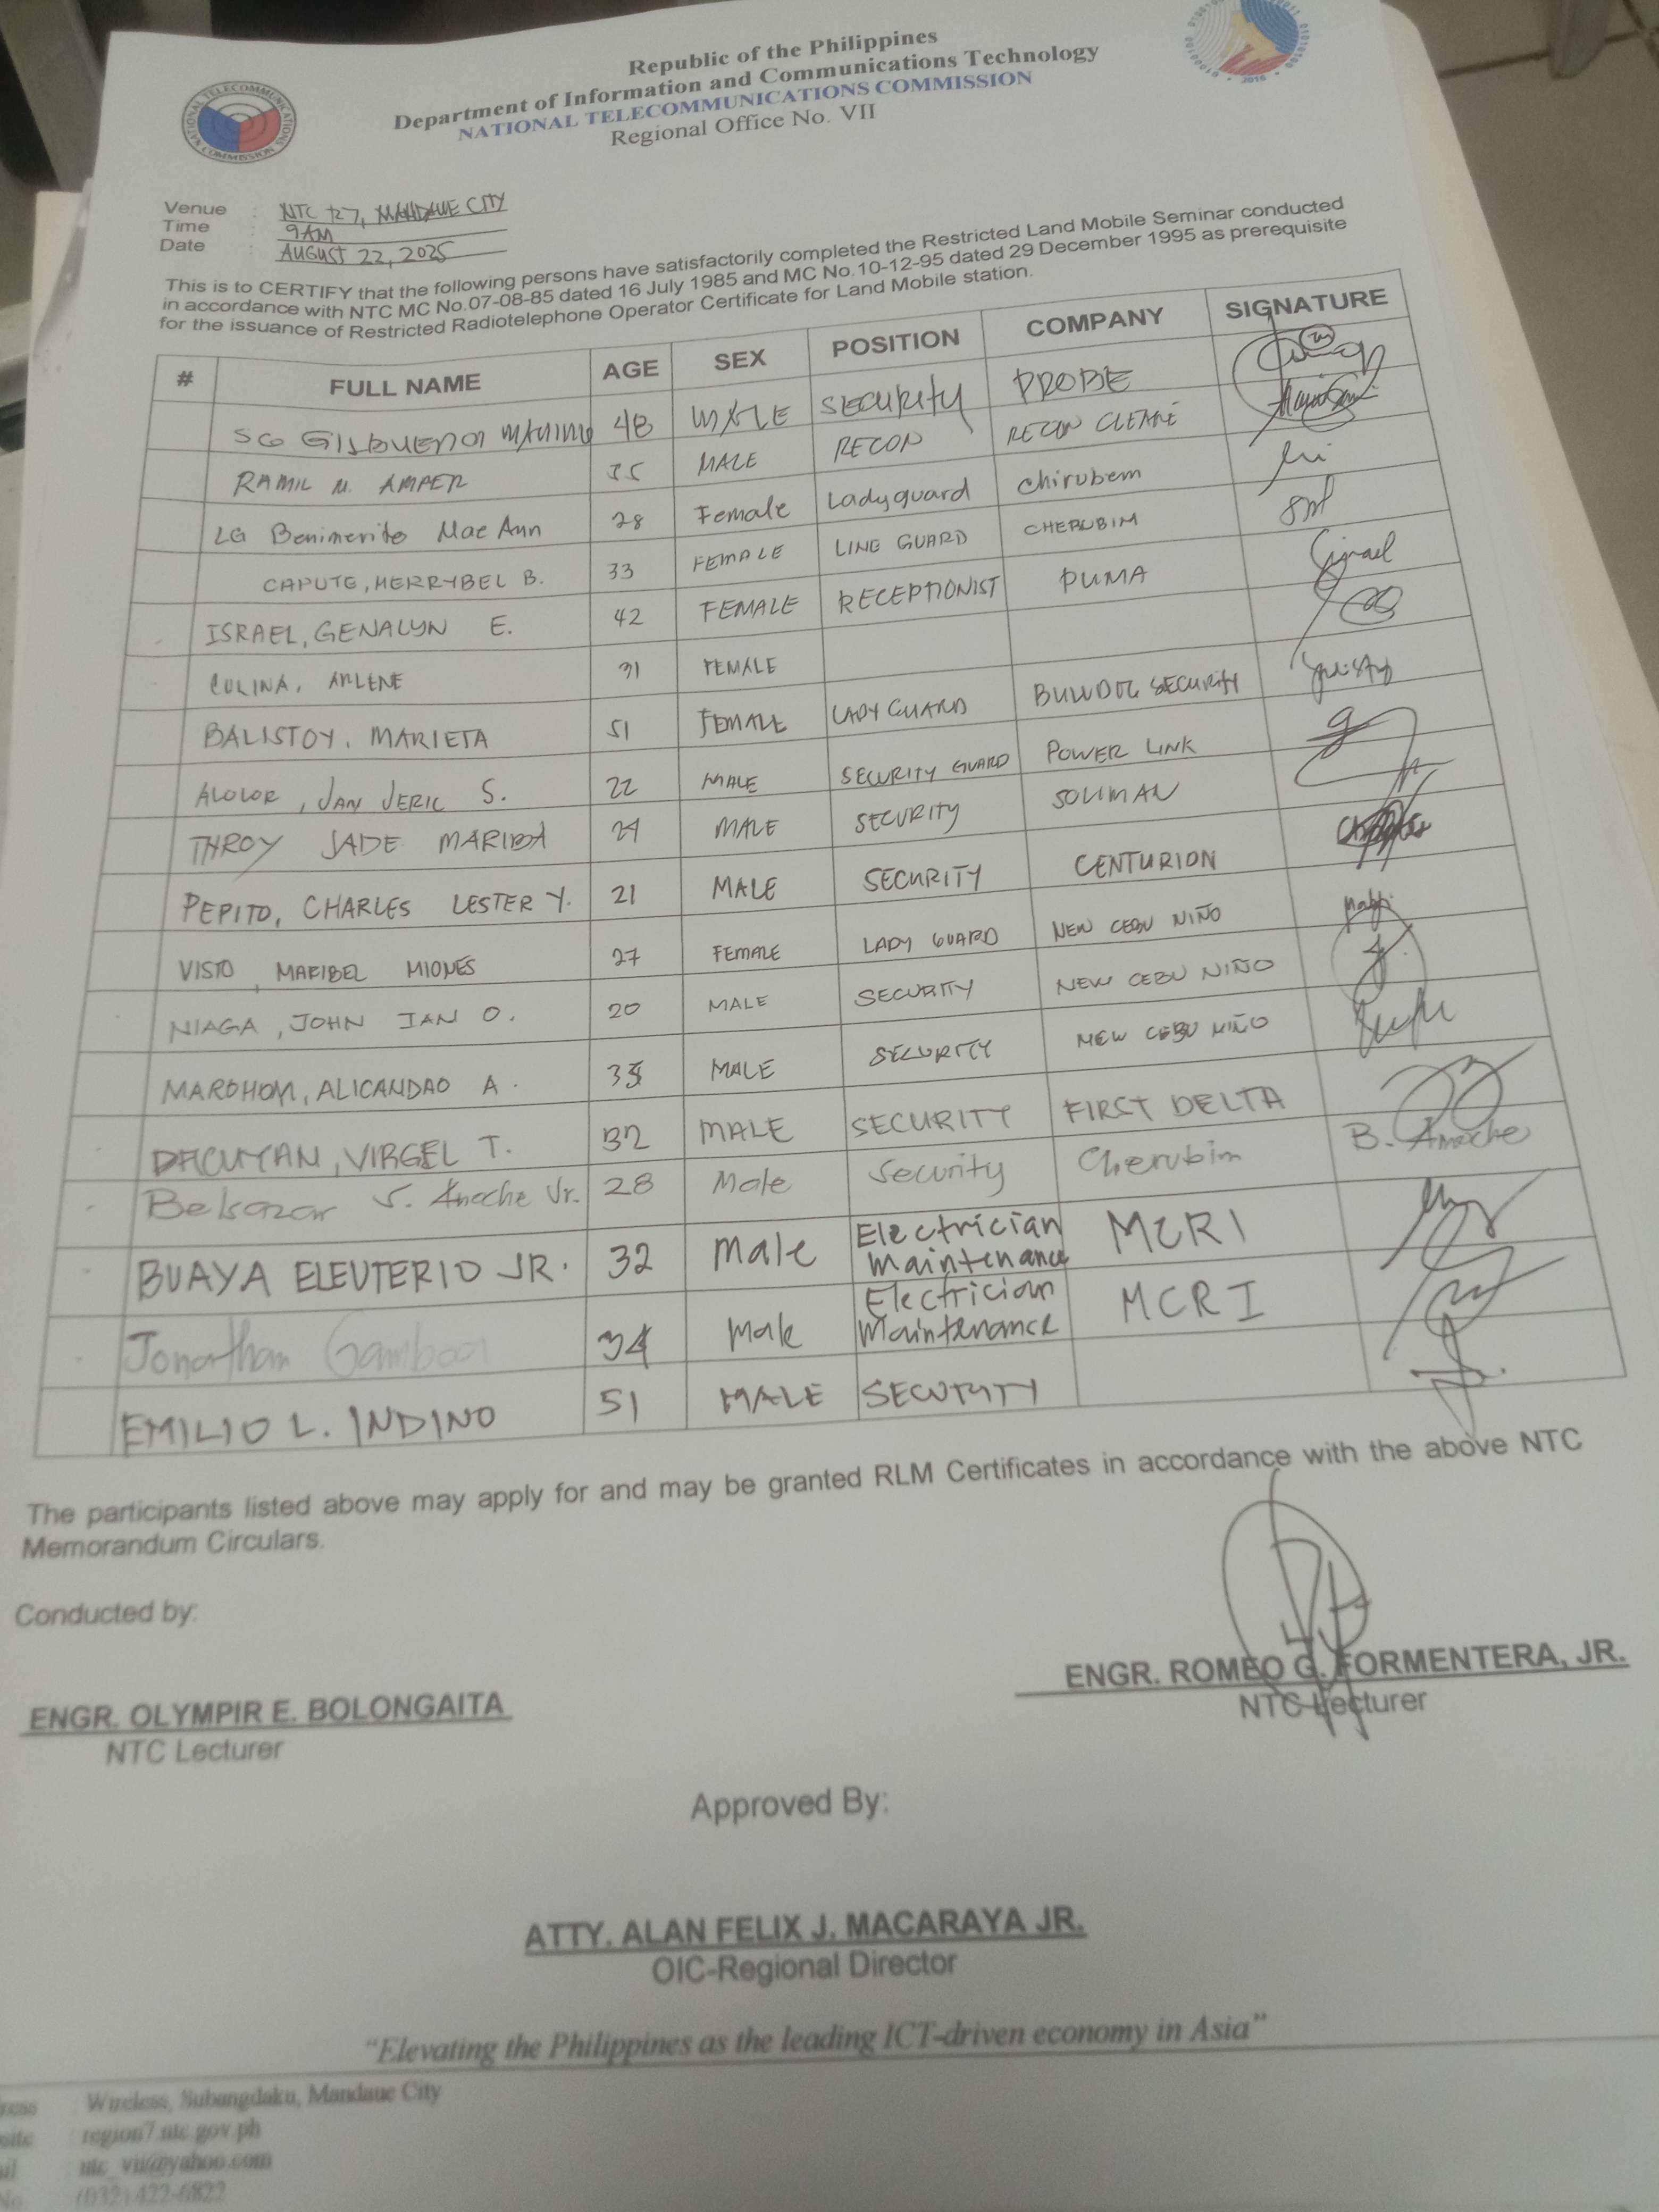 Republic of the Philippines
Department of Information and Communications Technology
NATIONAL TELECOMMUNICATIONS COMMISSION
Regional Office No. VII
NATIONAL TELECOMMUNICATIONS COMMISSION
2016
Venue : NTC R7, MANDAUE CITY
Time : 9AM
Date : AUGUST 22, 2025
This is to CERTIFY that the following persons have satisfactorily completed the Restricted Land Mobile Seminar conducted
in accordance with NTC MC No.07-08-85 dated 16 July 1985 and MC No.10-12-95 dated 29 December 1995 as prerequisite
for the issuance of Restricted Radiotelephone Operator Certificate for Land Mobile station.
# FULL NAME AGE SEX POSITION COMPANY SIGNATURE
SG 48 MALE SECURITY PROBE
RAMIL M. AMPER 35 MALE RECON RECON
LG Benimerito Mae Ann 28 Female Ladyguard Chirubem
CAPUTE, MERRYBEL B. 33 FEMALE LINE GUARD CHERUBIM
ISRAEL, GENALYN E. 42 FEMALE RECEPTIONIST PUMA
COLINA, ARLENE 31 FEMALE
BALISTOY, MARIETA 51 FEMALE LADY GUARD SECURITY
JAN JERIC S. 22 MALE SECURITY GUARD POWER LINK
THROY JADE MALE SECURITY SOLIMAN
PEPITO, CHARLES LESTER Y. 21 MALE SECURITY CENTURION
VISTO, MARIBEL MIONES 27 FEMALE LADY GUARD NEW CEBU NIÑO
NIAGA, JOHN IAN O. 20 MALE SECURITY NEW CEBU NIÑO
MAROHOM, ALICANDAO A. MALE SECURITY NEW CEBU NIÑO
DACUYAN, VIRGEL T. 32 MALE SECURITY FIRST DELTA
Belsazar S. Anoche Jr. 28 Male Security Cherubim B. Anoche
BUAYA ELEUTERIO JR. 32 Male Electrician Maintenance MCRI
Jonatham Gamboa 34 Male Electrician Maintenance MCRI
EMILIO L. INDINO 51 MALE SECURITY
The participants listed above may apply for and may be granted RLM Certificates in accordance with the above NTC
Memorandum Circulars.
Conducted by:
ENGR. OLYMPIR E. BOLONGAITA
NTC Lecturer
ENGR. ROMEO G. FORMENTERA, JR.
NTC Lecturer
Approved By:
ATTY. ALAN FELIX J. MACARAYA JR.
OIC-Regional Director
"Elevating the Philippines as the leading ICT-driven economy in Asia"
Wireless, Subangdaku, Mandaue City
region7.ntc.gov.ph
ntc_vii@yahoo.com
(032) 422-6822